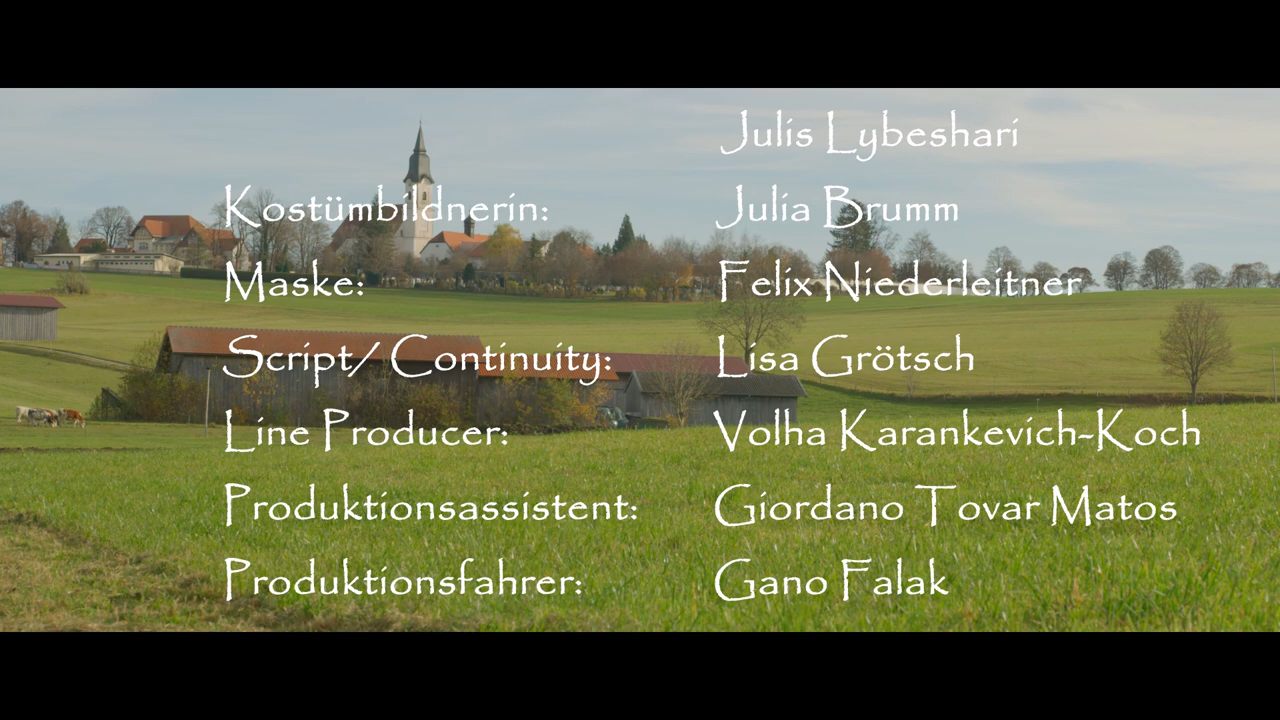 Julis Lybeshari
Kostümbildnerin: Julia Brumm
Maske: Felix Niederleitner
Script/ Continuity: Lisa Grötsch
Line Producer: Volha Karankevich-Koch
Produktionsassistent: Giordano Tovar Matos
Produktionsfahrer: Gano Falak